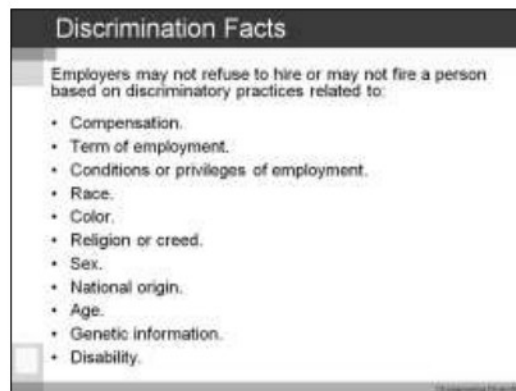 Discrimination Facts
Employers may not refuse to hire or may not fire a person
based on discriminatory practices related to:
• Compensation.
• Term of employment.
• Conditions or privileges of employment.
• Race.
• Color.
• Religion or creed.
• Sex.
• National origin.
• Age.
• Genetic information.
• Disability.